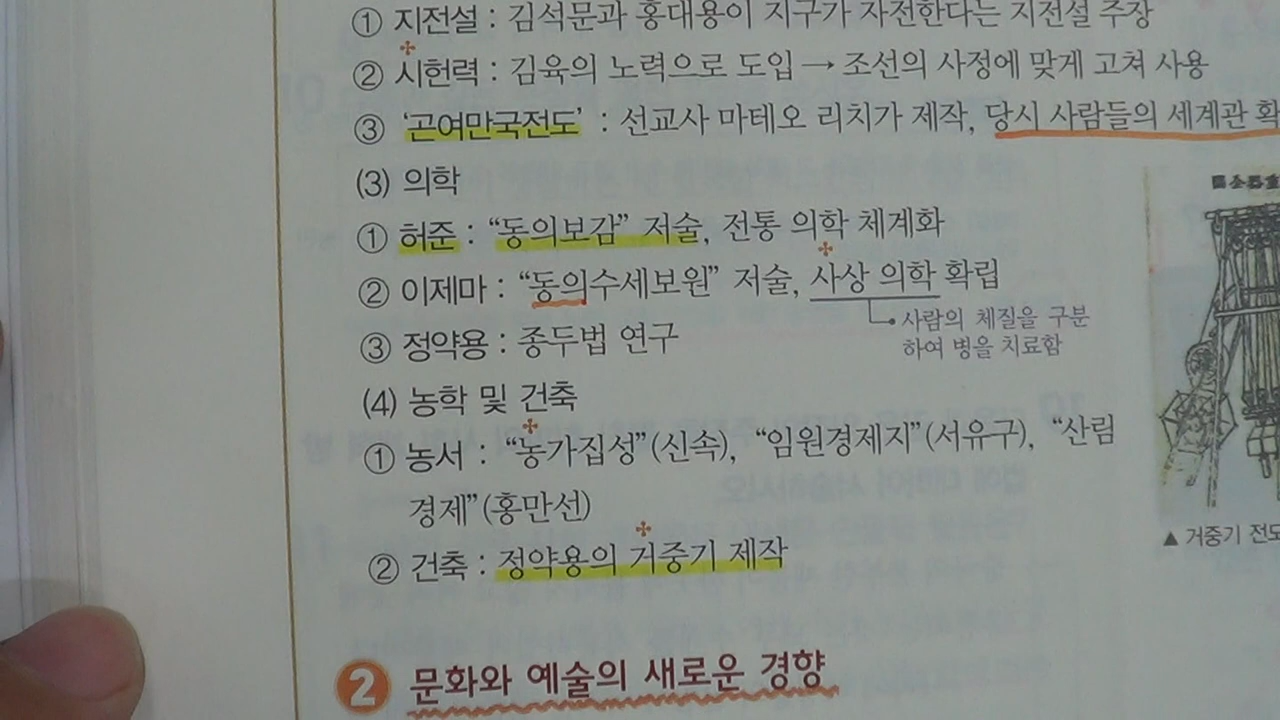 ① 지전설 : 김석문과 홍대용이 지구가 자전한다는 지전설 주장
② 시헌력 : 김육의 노력으로 도입 → 조선의 사정에 맞게 고쳐 사용
③ ‘곤여만국전도’ : 선교사 마테오 리치가 제작, 당시 사람들의 세계관 확
(3) 의학
① 허준 : “동의보감” 저술, 전통 의학 체계화
② 이제마 : “동의수세보원” 저술, 사상 의학 확립
사람의 체질을 구분
하여 병을 치료함
③ 정약용 : 종두법 연구
(4) 농학 및 건축
① 농서 : “농가집성”(신속), “임원경제지”(서유구), “산림
경제”(홍만선)
② 건축 : 정약용의 거중기 제작
▲ 거중기 전도
2 문화와 예술의 새로운 경향